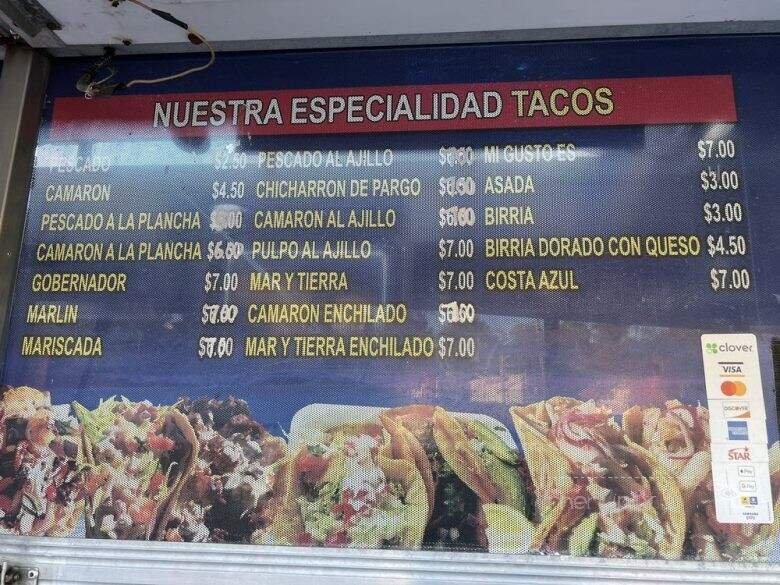 NUESTRA ESPECIALIDAD TACOS
PESCADO $2.50
CAMARON $4.50
PESCADO A LA PLANCHA
CAMARON A LA PLANCHA
GOBERNADOR $7.00
MARLIN
MARISCADA
PESCADO AL AJILLO
CHICHARRON DE PARGO
CAMARON AL AJILLO
PULPO AL AJILLO $7.00
MAR Y TIERRA $7.00
CAMARON ENCHILADO
MAR Y TIERRA ENCHILADO $7.00
MI GUSTO ES $7.00
ASADA $3.00
BIRRIA $3.00
BIRRIA DORADO CON QUESO $4.50
COSTA AZUL $7.00
clover
VISA
DISCOVER
STAR
Pay
G Pay